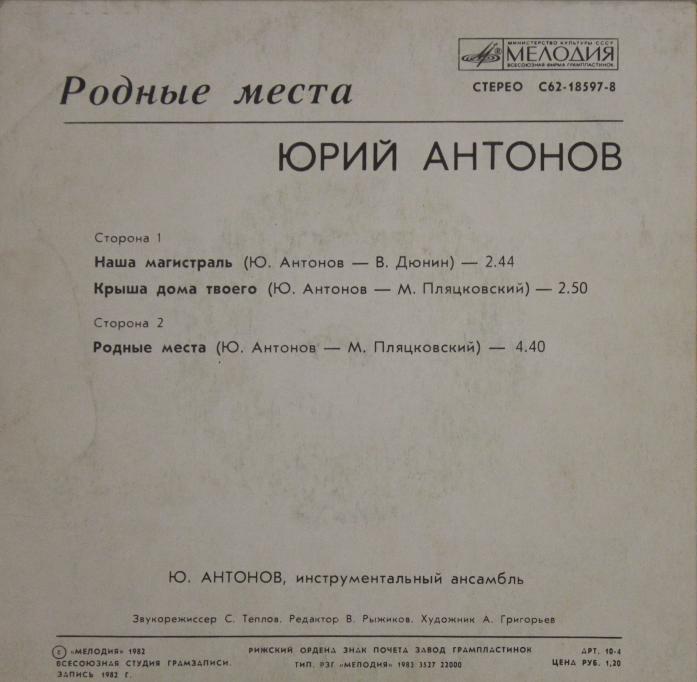 МИНИСТЕРСТВО КУЛЬТУРЫ СССР
МЕЛОДИЯ
ВСЕСОЮЗНАЯ ФИРМА ГРАМПЛАСТИНОК
Родные места
СТЕРЕО С62-18597-8
ЮРИЙ АНТОНОВ
Сторона 1
Наша магистраль (Ю. Антонов — В. Дюнин) — 2.44
Крыша дома твоего (Ю. Антонов — М. Пляцковский) — 2.50
Сторона 2
Родные места (Ю. Антонов — М. Пляцковский) — 4.40
Ю. АНТОНОВ, инструментальный ансамбль
Звукорежиссер С. Теплов. Редактор В. Рыжиков. Художник А. Григорьев
«МЕЛОДИЯ» 1982
ВСЕСОЮЗНАЯ СТУДИЯ ГРАМЗАПИСИ.
ЗАПИСЬ 1982 Г.
РИЖСКИЙ ОРДЕНА ЗНАК ПОЧЕТА ЗАВОД ГРАМПЛАСТИНОК
ТИП. РЗГ «МЕЛОДИЯ» 1983 3527 22000
АРТ. 10-4
ЦЕНА РУБ. 1,20